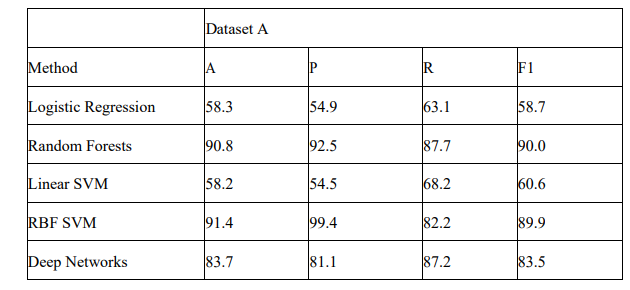 Dataset A
Method A P R F1
Logistic Regression 58.3 54.9 63.1 58.7
Random Forests 90.8 92.5 87.7 90.0
Linear SVM 58.2 54.5 68.2 60.6
RBF SVM 91.4 99.4 82.2 89.9
Deep Networks 83.7 81.1 87.2 83.5